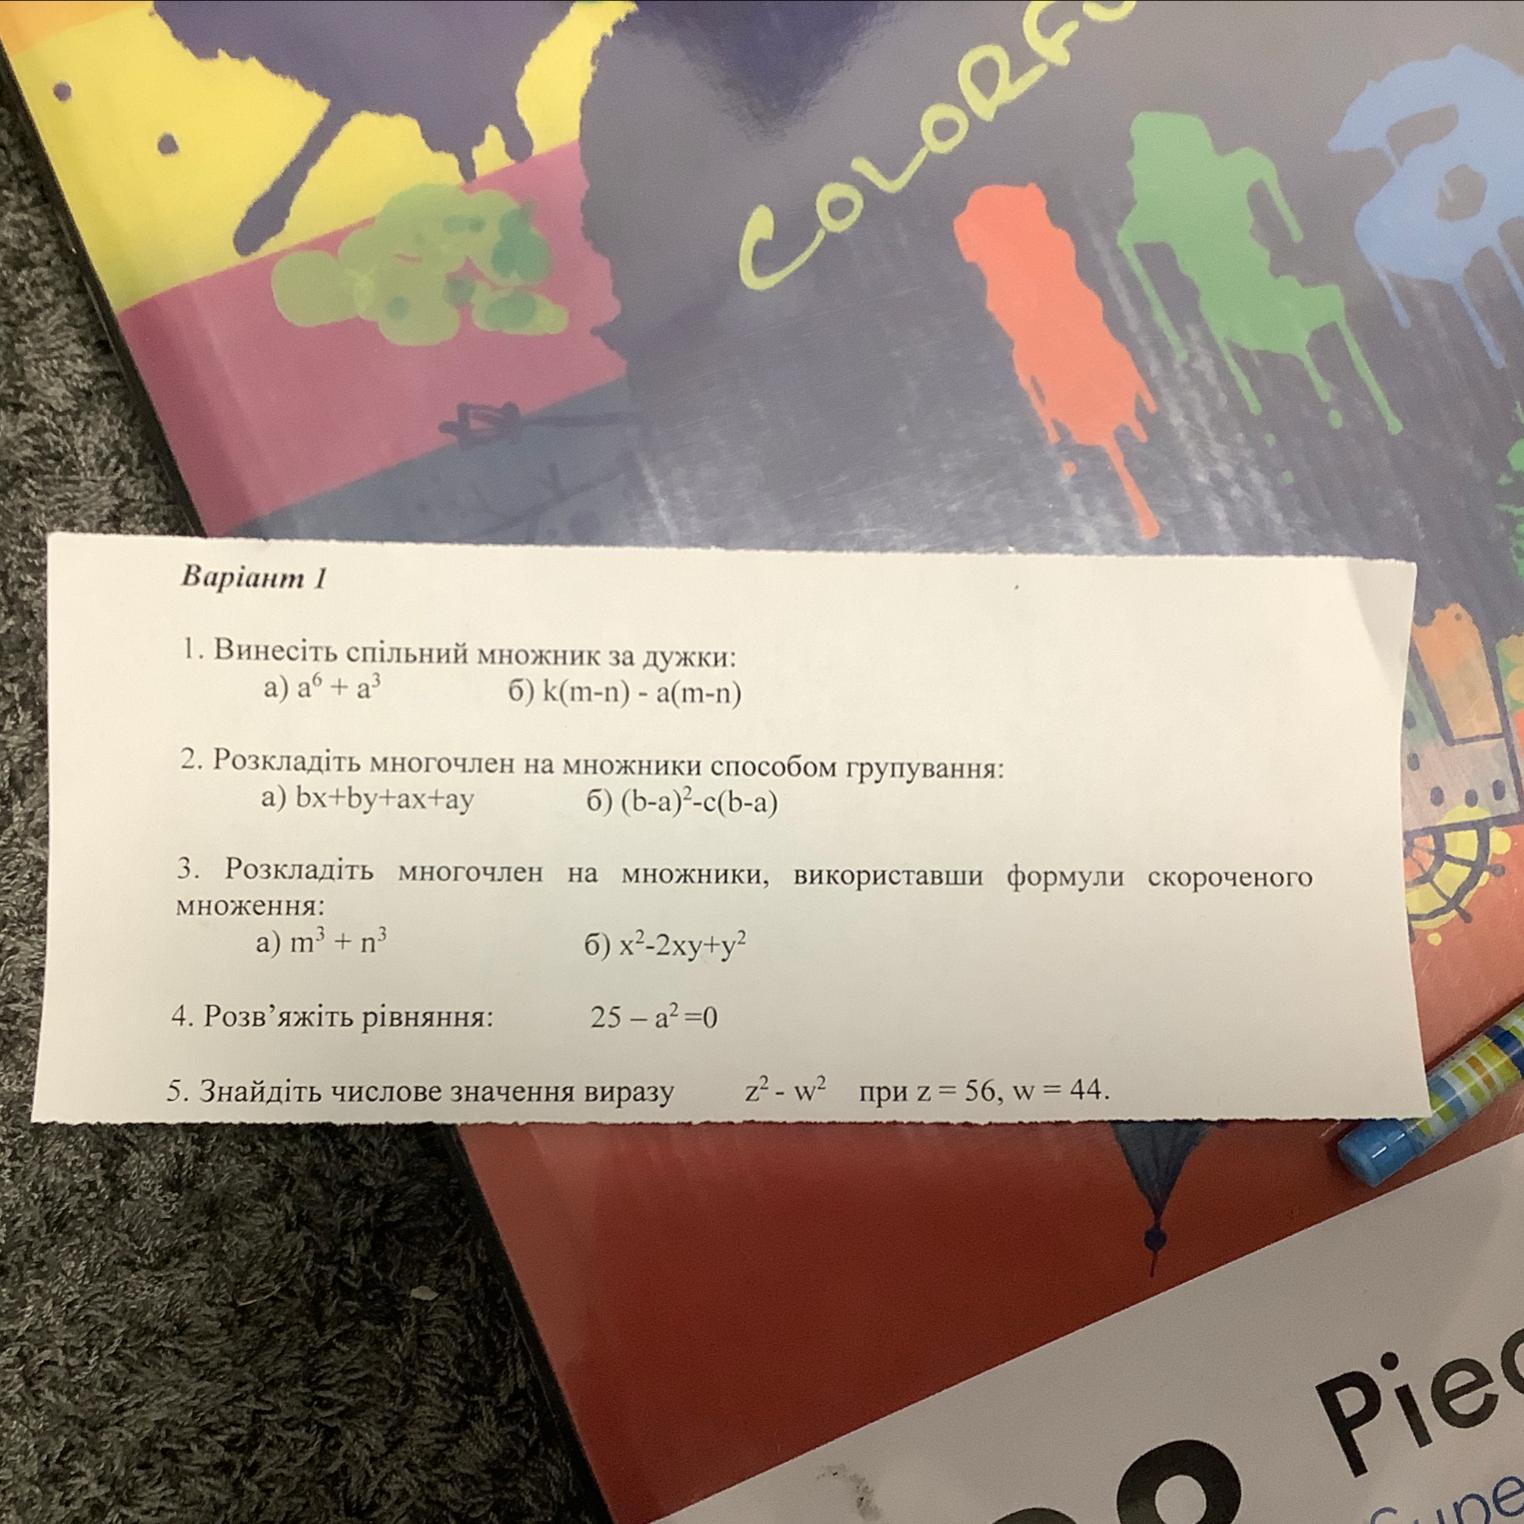 COLORFU
Варіант 1
1. Винесіть спільний множник за дужки:
а) a⁶ + a³ б) k(m-n) - a(m-n)
2. Розкладіть многочлен на множники способом групування:
а) bx+by+ax+ay б) (b-a)²-c(b-a)
3. Розкладіть многочлен на множники, використавши формули скороченого
множення:
а) m³ + n³ б) x²-2xy+y²
4. Розв’яжіть рівняння: 25 – a² =0
5. Знайдіть числове значення виразу z² - w² при z = 56, w = 44.